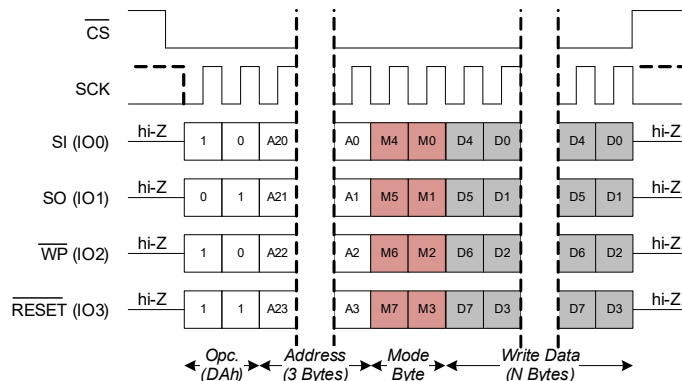 CS
SCK
hi-Z hi-Z
SI (IO0) 1 0 A20 A0 M4 M0 D4 D0 D4 D0
hi-Z hi-Z
SO (IO1) 0 1 A21 A1 M5 M1 D5 D1 D5 D1
hi-Z hi-Z
WP (IO2) 1 0 A22 A2 M6 M2 D6 D2 D6 D2
hi-Z hi-Z
RESET (IO3) 1 1 A23 A3 M7 M3 D7 D3 D7 D3
Opc. Address Mode Write Data
(DAh) (3 Bytes) Byte (N Bytes)